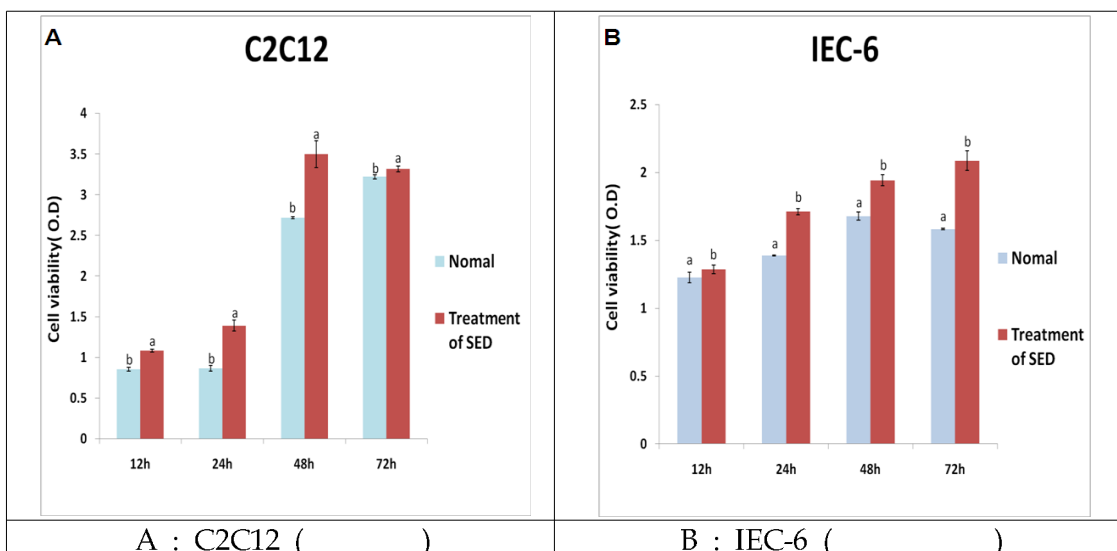 A
C2C12
Cell viability( O.D)
4
3.5
3
2.5
2
1.5
1
0.5
0
b
a
b
a
b
a
b
a
12h
24h
48h
72h
Nomal
Treatment
of SED
A : C2C12 ( )
B
IEC-6
Cell viability( O.D)
2.5
2
1.5
1
0.5
0
a
b
a
b
a
b
a
b
12h
24h
48h
72h
Nomal
Treatment
of SED
B : IEC-6 ( )